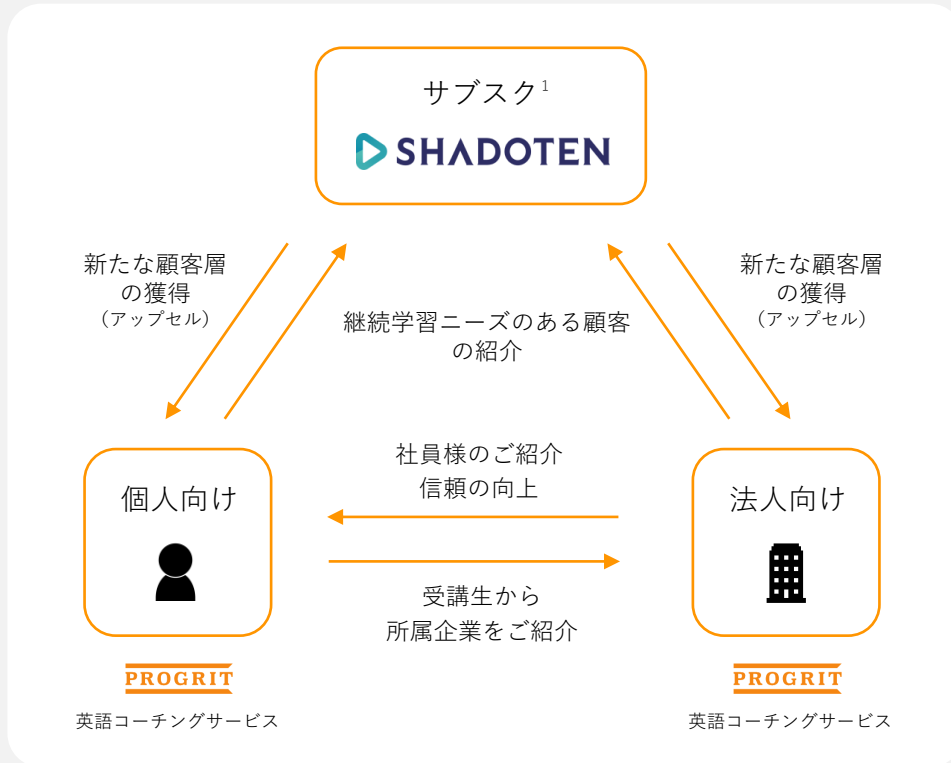 サブスク1
SHADOTEN
新たな顧客層
の獲得
（アップセル）
新たな顧客層
の獲得
（アップセル）
継続学習ニーズのある顧客
の紹介
社員様のご紹介
信頼の向上
個人向け
法人向け
受講生から
所属企業をご紹介
PROGRIT
英語コーチングサービス
PROGRIT
英語コーチングサービス